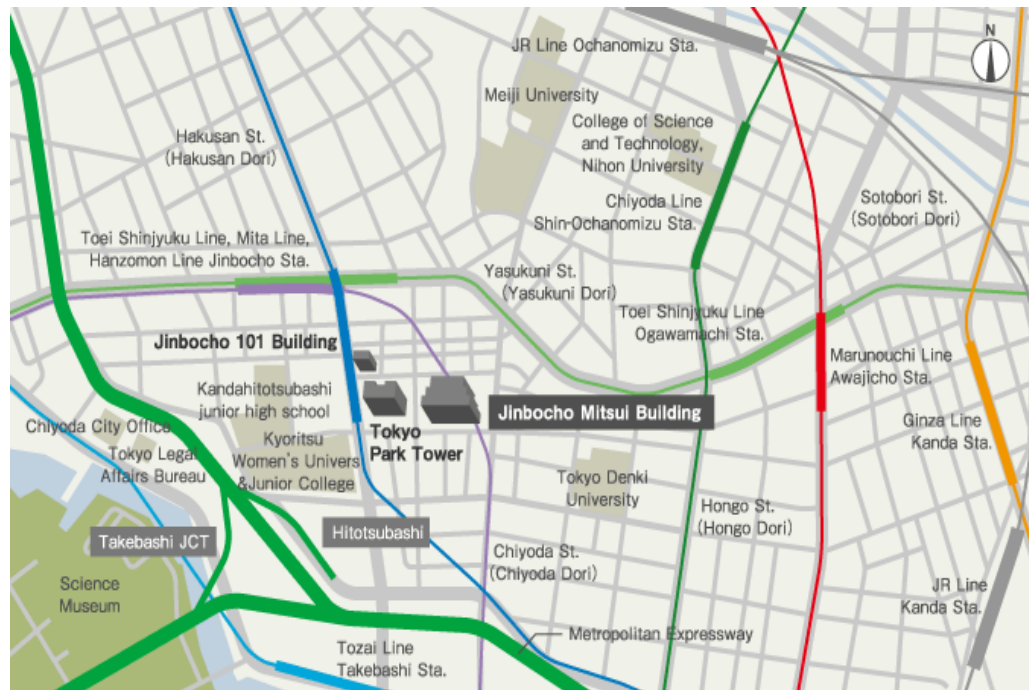 N
JR Line Ochanomizu Sta.
Meiji University
College of Science
and Technology,
Nihon University
Hakusan St.
(Hakusan Dori)
Chiyoda Line
Shin-Ochanomizu Sta.
Sotobori St.
(Sotobori Dori)
Toei Shinjyuku Line, Mita Line,
Hanzomon Line Jinbocho Sta.
Yasukuni St.
(Yasukuni Dori)
Toei Shinjyuku Line
Ogawamachi Sta.
Jinbocho 101 Building
Marunouchi Line
Awajicho Sta.
Kandahitotsubashi
junior high school
Jinbocho Mitsui Building
Chiyoda City Office
Tokyo
Park Tower
Ginza Line
Kanda Sta.
Tokyo Legal
Affairs Bureau
Kyoritsu
Women's Univers
&Junior College
Tokyo Denki
University
Hongo St.
(Hongo Dori)
Takebashi JCT
Hitotsubashi
Chiyoda St.
(Chiyoda Dori)
Science
Museum
JR Line
Kanda Sta.
Metropolitan Expressway
Tozai Line
Takebashi Sta.